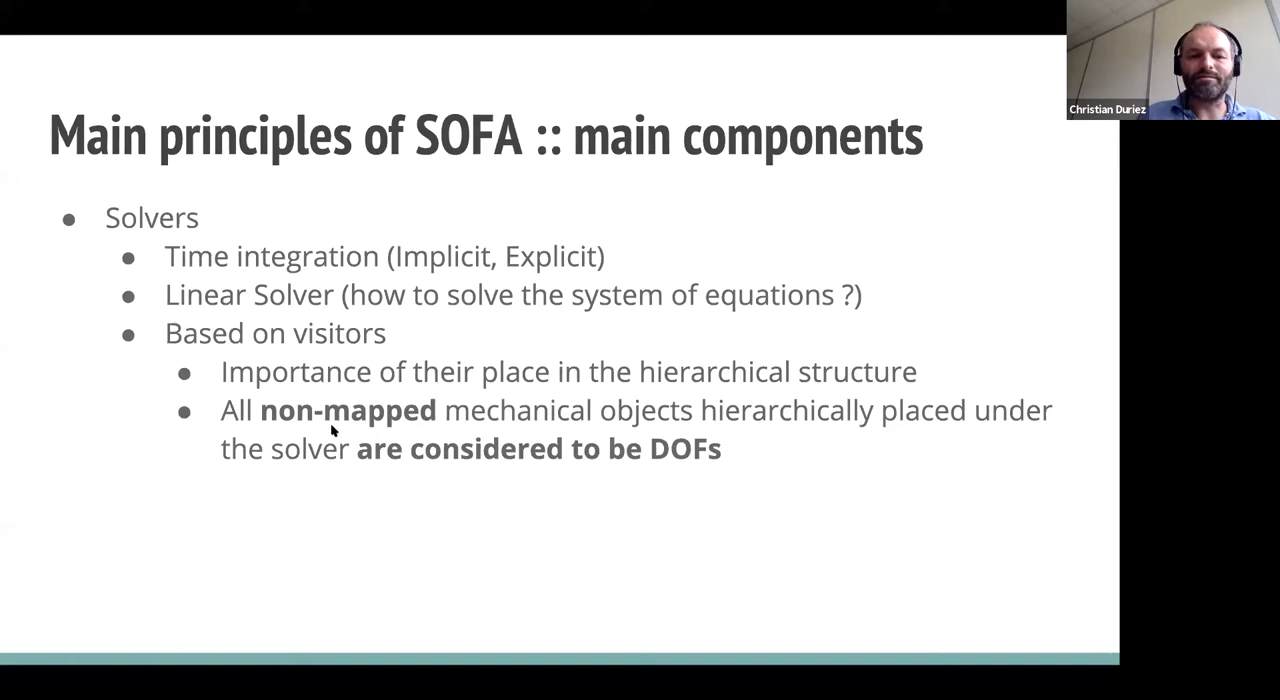 Christian Duriez
Main principles of SOFA :: main components
● Solvers
● Time integration (Implicit, Explicit)
● Linear Solver (how to solve the system of equations ?)
● Based on visitors
● Importance of their place in the hierarchical structure
● All non-mapped mechanical objects hierarchically placed under
the solver are considered to be DOFs